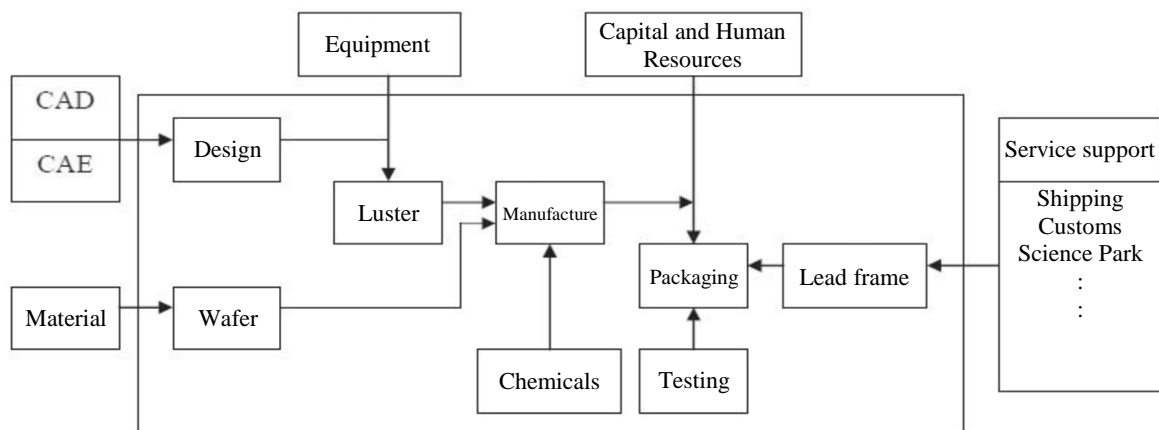 Equipment
Capital and Human
Resources
CAD
CAE
Design
Service support
Luster
Manufacture
Shipping
Customs
Science Park
:
:
Packaging
Lead frame
Material
Wafer
Chemicals
Testing